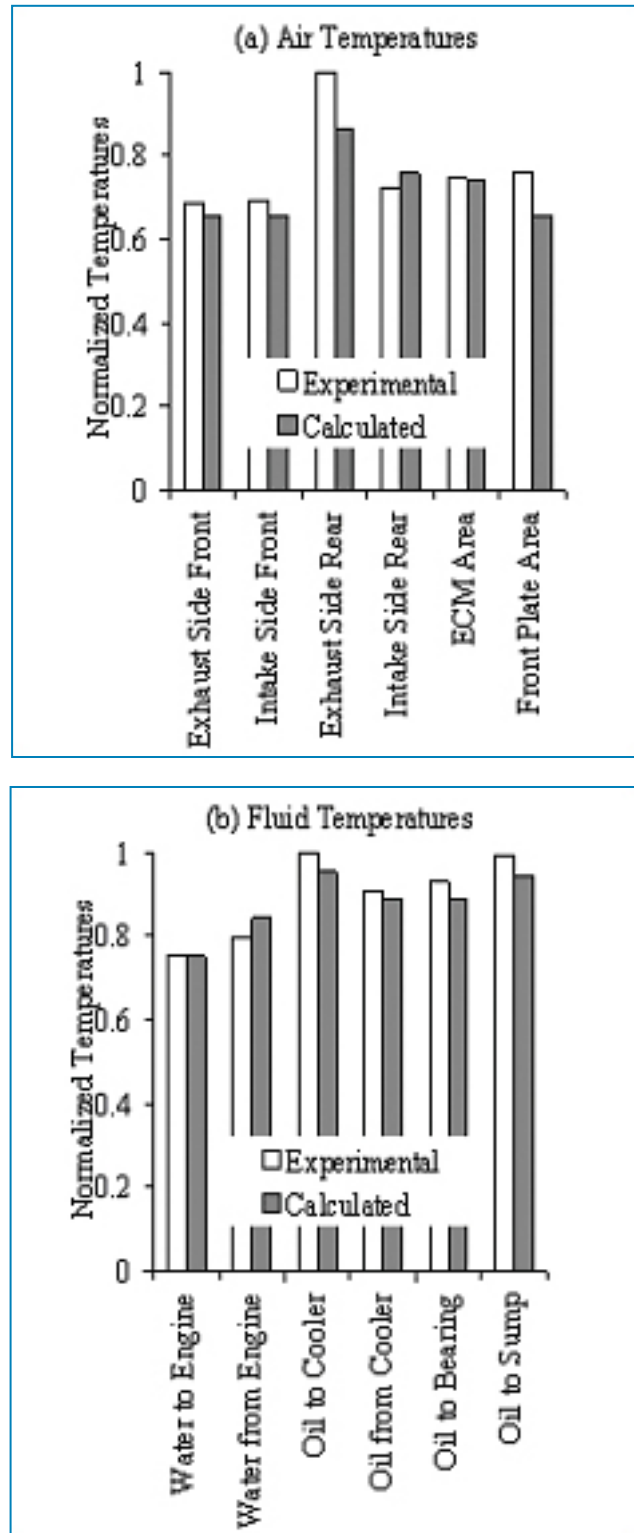 (a) Air Temperatures
Normalized Temperatures
1
0.8
0.6
0.4
0.2
0
Experimental
Calculated
Exhaust Side Front
Intake Side Front
Exhaust Side Rear
Intake Side Rear
ECM Area
Front Plate Area
(b) Fluid Temperatures
Normalized Temperatures
1
0.8
0.6
0.4
0.2
0
Experimental
Calculated
Water to Engine
Water from Engine
Oil to Cooler
Oil from Cooler
Oil to Bearing
Oil to Sump